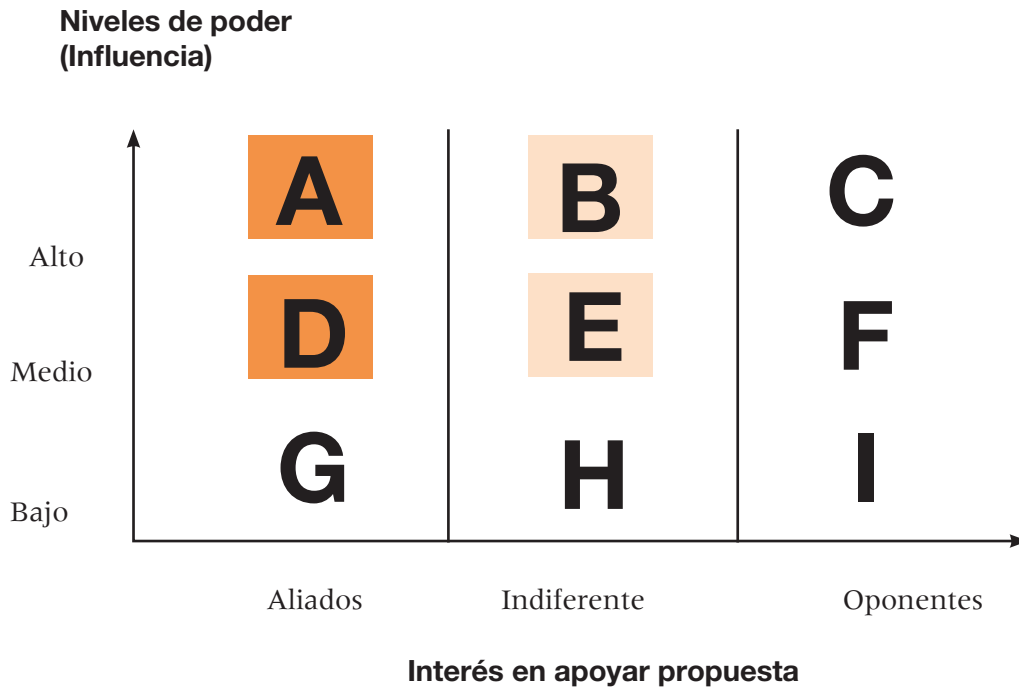 Niveles de poder
(Influencia)
A
B
C
Alto
D
E
F
Medio
G
H
I
Bajo
Aliados
Indiferente
Oponentes
Interés en apoyar propuesta